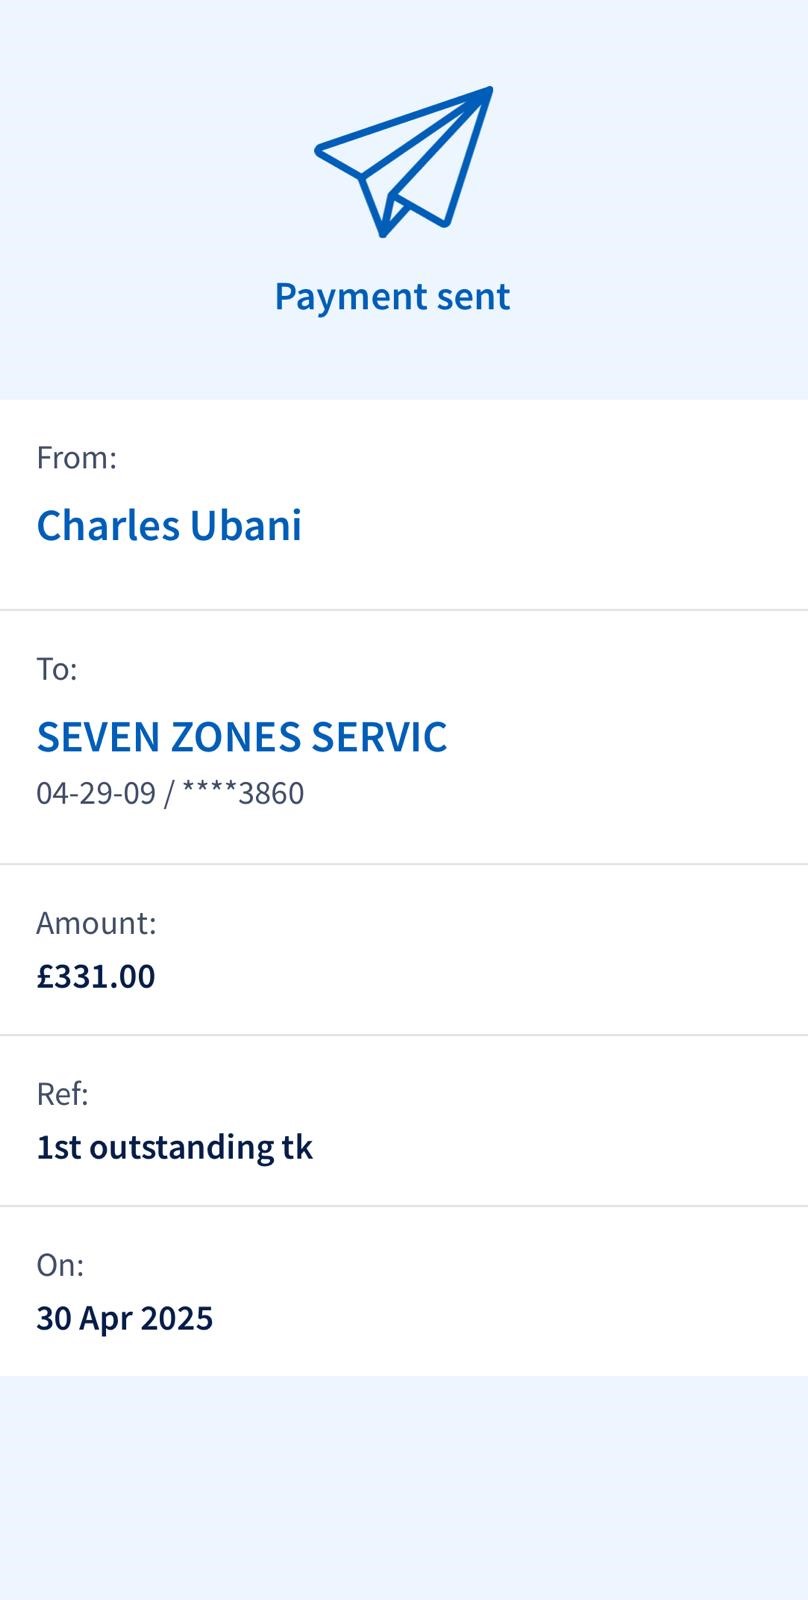 Payment sent
From:
Charles Ubani
To:
SEVEN ZONES SERVIC
04-29-09 / ****3860
Amount:
£331.00
Ref:
1st outstanding tk
On:
30 Apr 2025